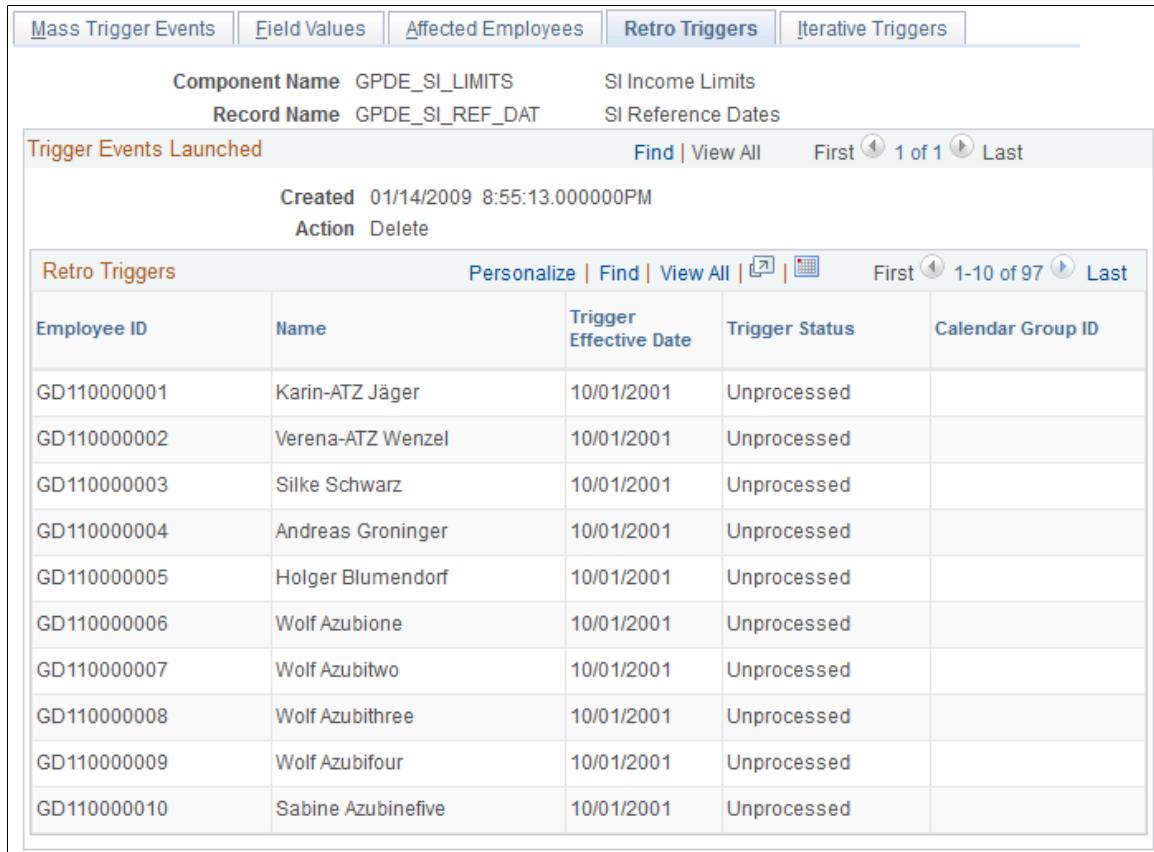 Mass Trigger Events Field Values Affected Employees Retro Triggers Iterative Triggers
Component Name GPDE_SI_LIMITS SI Income Limits
Record Name GPDE_SI_REF_DAT SI Reference Dates
Trigger Events Launched Find | View All First 1 of 1 Last
Created 01/14/2009 8:55:13.000000PM
Action Delete
Retro Triggers Personalize | Find | View All | | First 1-10 of 97 Last
Employee ID Name Trigger Effective Date Trigger Status Calendar Group ID
GD110000001 Karin-ATZ Jäger 10/01/2001 Unprocessed
GD110000002 Verena-ATZ Wenzel 10/01/2001 Unprocessed
GD110000003 Silke Schwarz 10/01/2001 Unprocessed
GD110000004 Andreas Groninger 10/01/2001 Unprocessed
GD110000005 Holger Blumendorf 10/01/2001 Unprocessed
GD110000006 Wolf Azubione 10/01/2001 Unprocessed
GD110000007 Wolf Azubitwo 10/01/2001 Unprocessed
GD110000008 Wolf Azubithree 10/01/2001 Unprocessed
GD110000009 Wolf Azubifour 10/01/2001 Unprocessed
GD110000010 Sabine Azubinefive 10/01/2001 Unprocessed